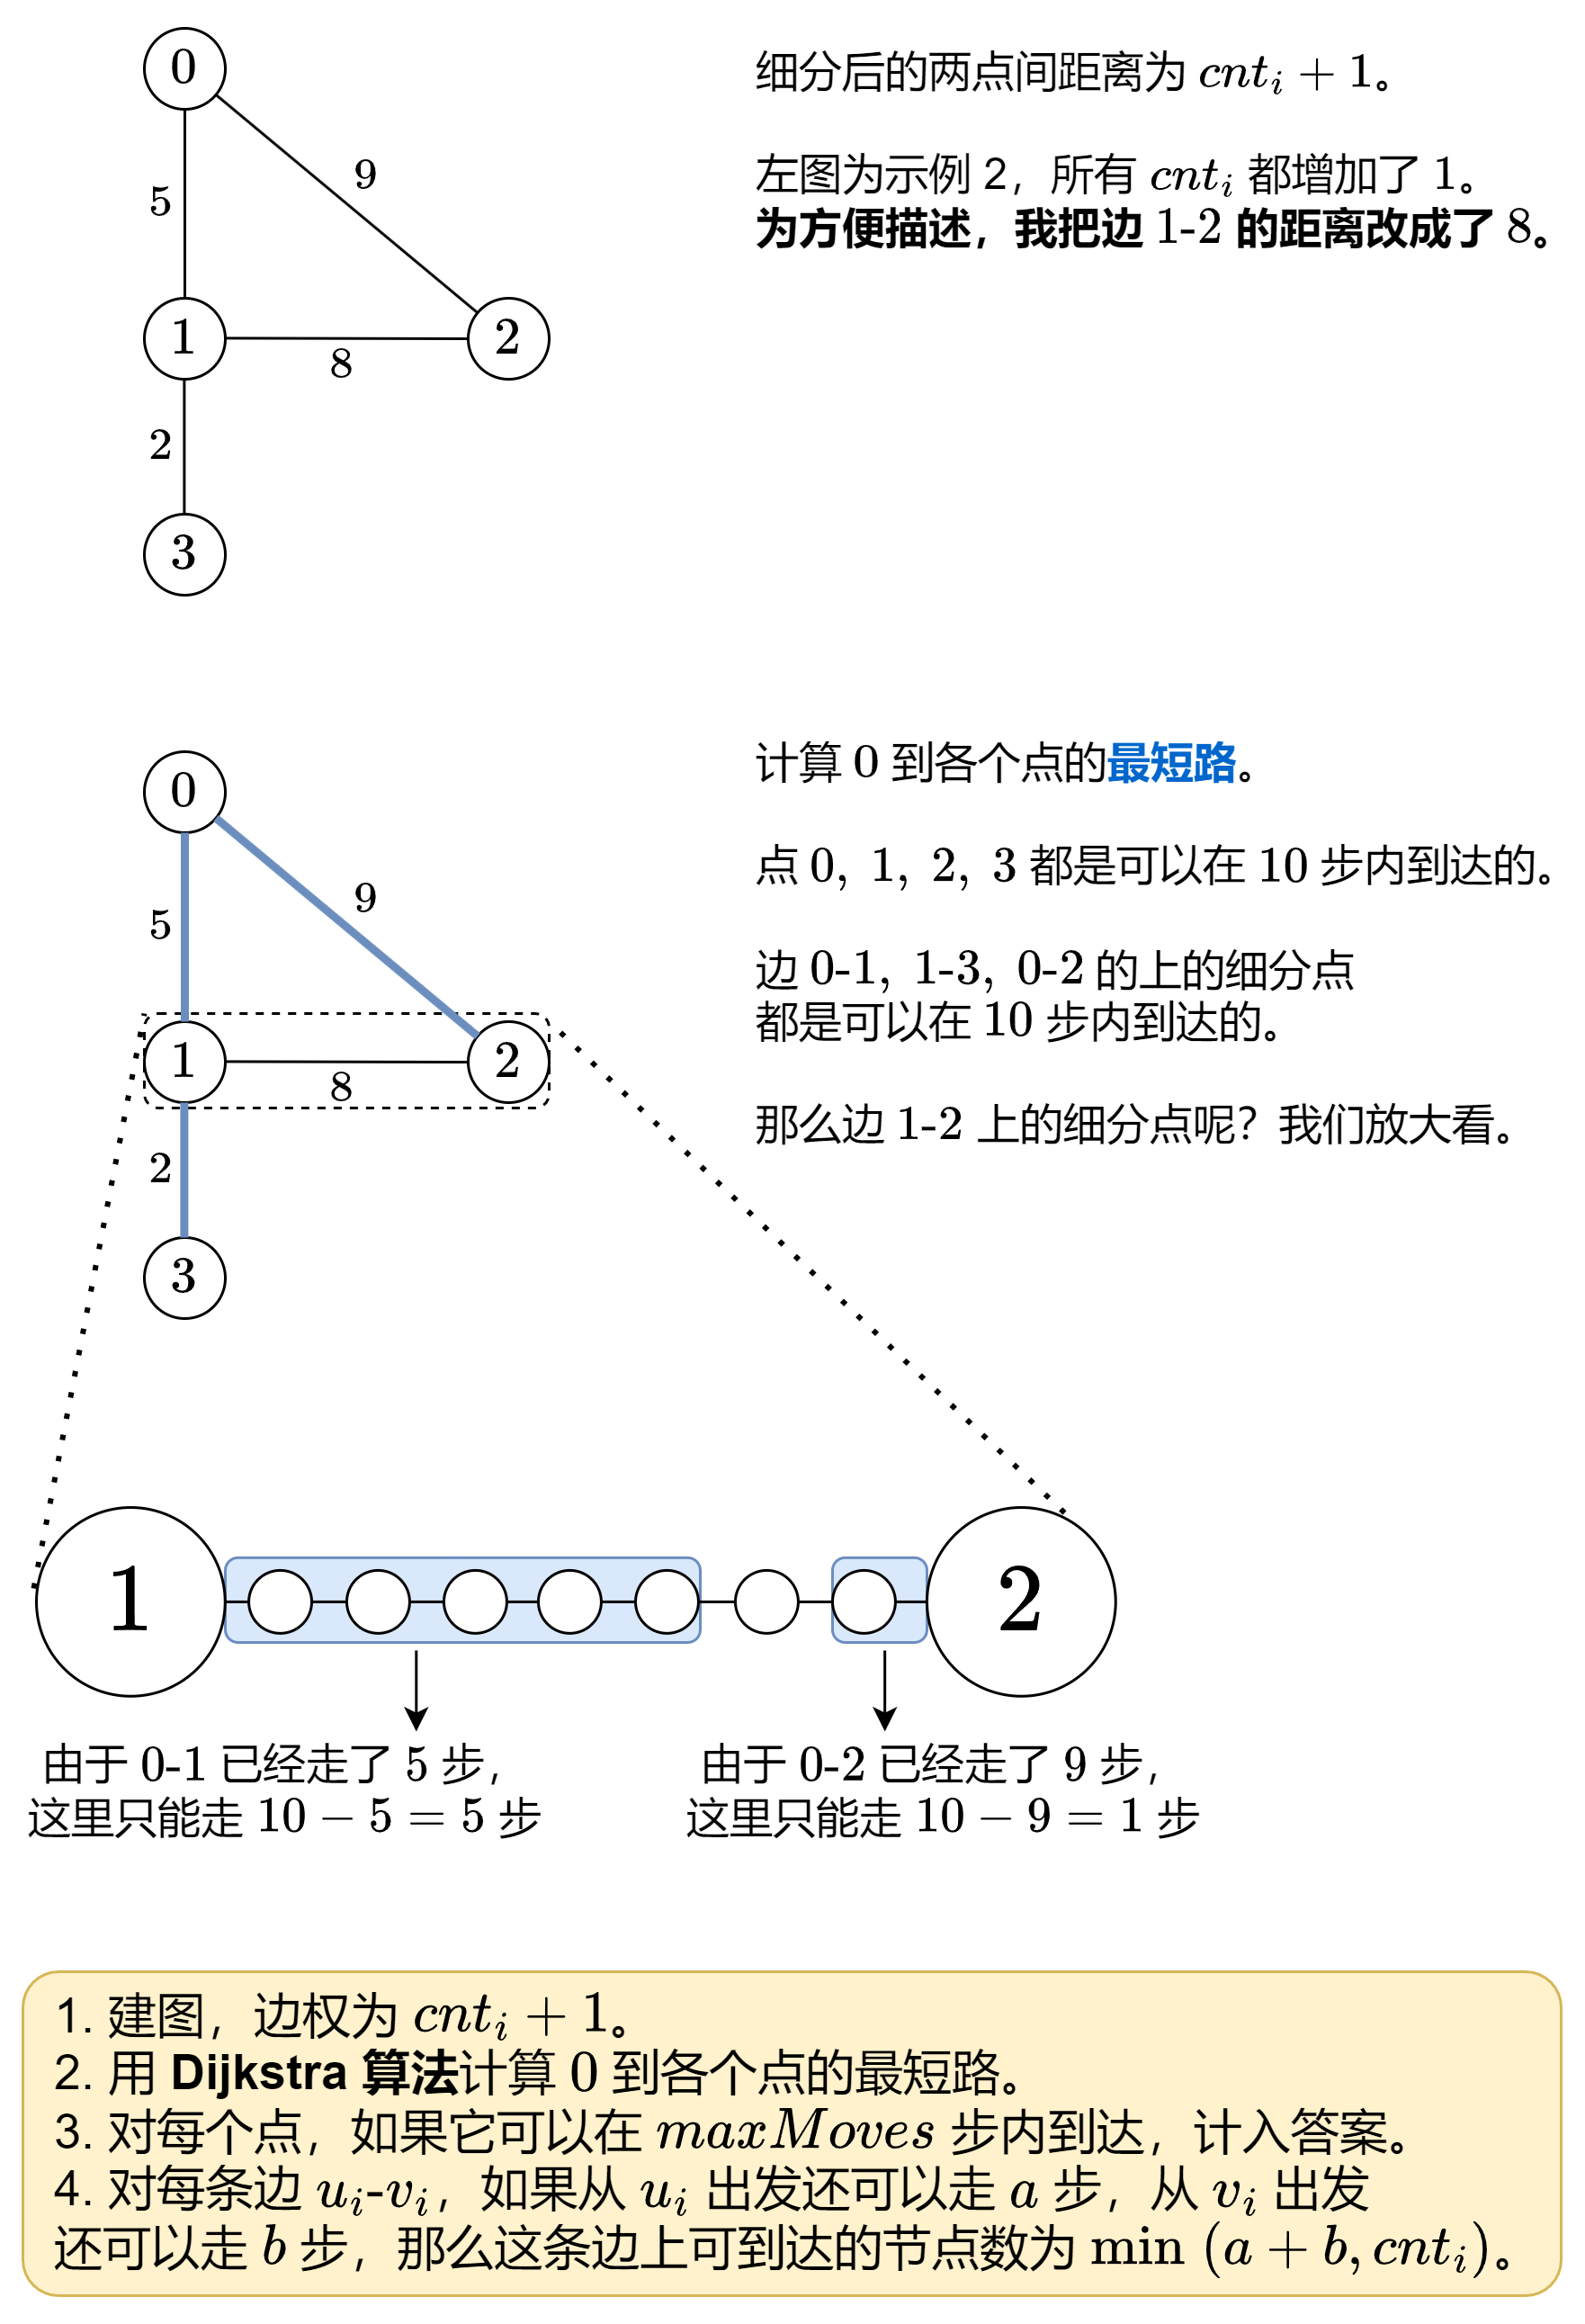 0
细分后的两点间距离为 cnt_i + 1。
9
左图为示例 2，所有 cnt_i 都增加了 1。
5
为方便描述，我把边 1-2 的距离改成了 8。
1
2
8
2
3
计算 0 到各个点的最短路。
0
点 0, 1, 2, 3 都是可以在 10 步内到达的。
9
5
边 0-1, 1-3, 0-2 的上的细分点
都是可以在 10 步内到达的。
1
2
8
那么边 1-2 上的细分点呢？我们放大看。
2
3
1
2
由于 0-1 已经走了 5 步，
这里只能走 10 − 5 = 5 步
由于 0-2 已经走了 9 步，
这里只能走 10 − 9 = 1 步
1. 建图，边权为 cnt_i + 1。
2. 用 Dijkstra 算法计算 0 到各个点的最短路。
3. 对每个点，如果它可以在 maxMoves 步内到达，计入答案。
4. 对每条边 u_i-v_i，如果从 u_i 出发还可以走 a 步，从 v_i 出发
还可以走 b 步，那么这条边上可到达的节点数为 min (a + b, cnt_i)。